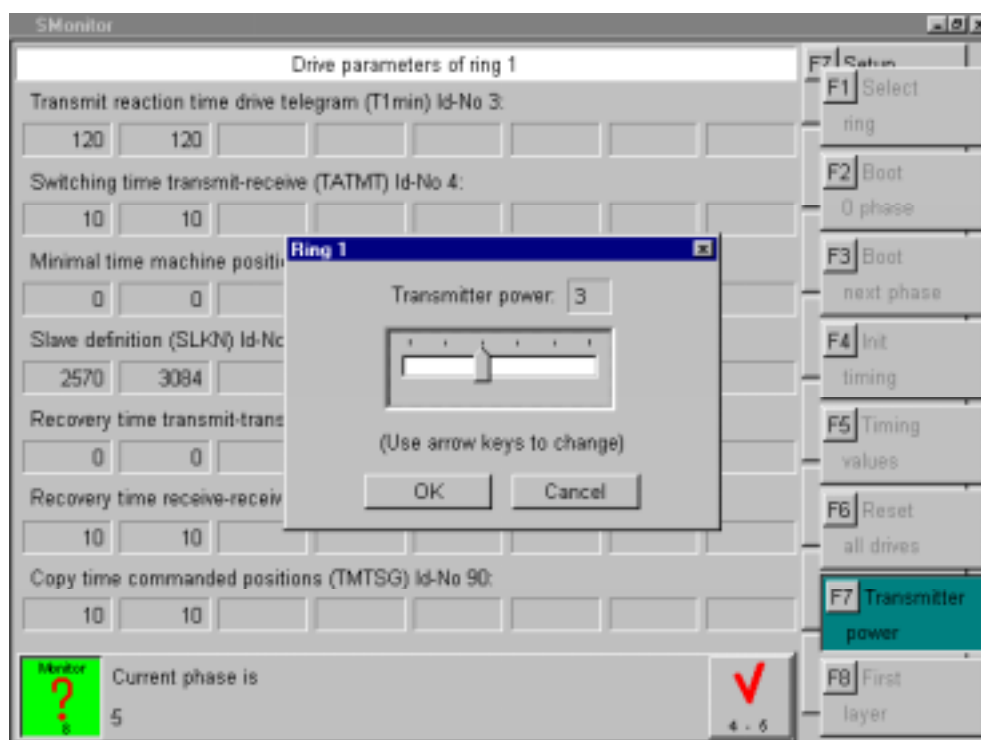 SMonitor
Drive parameters of ring 1
F7 Setup
Transmit reaction time drive telegram (T1min) Id-No 3:
120 120
F1 Select
ring
Switching time transmit-receive (TATMT) Id-No 4:
10 10
F2 Boot
0 phase
Minimal time machine positi
0 0
F3 Boot
next phase
Slave definition (SLKN) Id-No
2570 3084
F4 Init
timing
Recovery time transmit-trans
0 0
F5 Timing
values
Recovery time receive-receiv
10 10
F6 Reset
all drives
Copy time commanded positions (TMTSG) Id-No 90:
10 10
F7 Transmitter
power
Ring 1
Transmitter power: 3
(Use arrow keys to change)
OK Cancel
Monitor
?
8
Current phase is
5
4 - 6
F8 First
layer